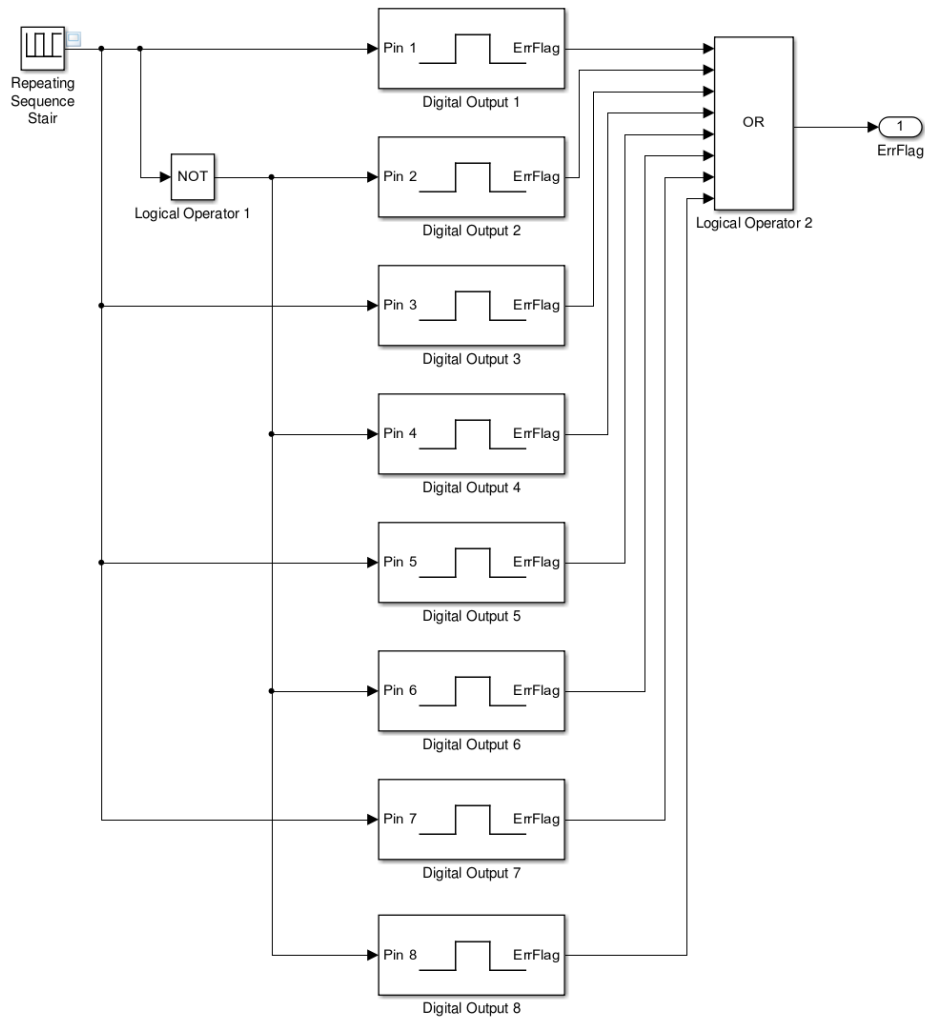 Repeating
Sequence
Stair
Pin 1 ErrFlag
Digital Output 1
NOT
Logical Operator 1
Pin 2 ErrFlag
Digital Output 2
Pin 3 ErrFlag
Digital Output 3
Pin 4 ErrFlag
Digital Output 4
Pin 5 ErrFlag
Digital Output 5
Pin 6 ErrFlag
Digital Output 6
Pin 7 ErrFlag
Digital Output 7
Pin 8 ErrFlag
Digital Output 8
OR
Logical Operator 2
1
ErrFlag